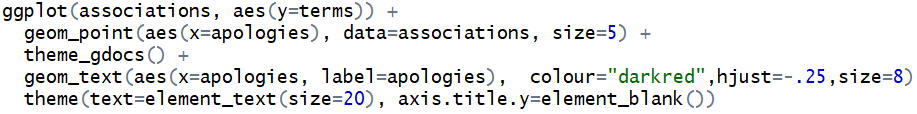 ggplot(associations, aes(y=terms)) +
  geom_point(aes(x=apologies), data=associations, size=5) +
  theme_gdocs() +
  geom_text(aes(x=apologies, label=apologies),  colour="darkred",hjust=-.25,size=8)
  theme(text=element_text(size=20), axis.title.y=element_blank())